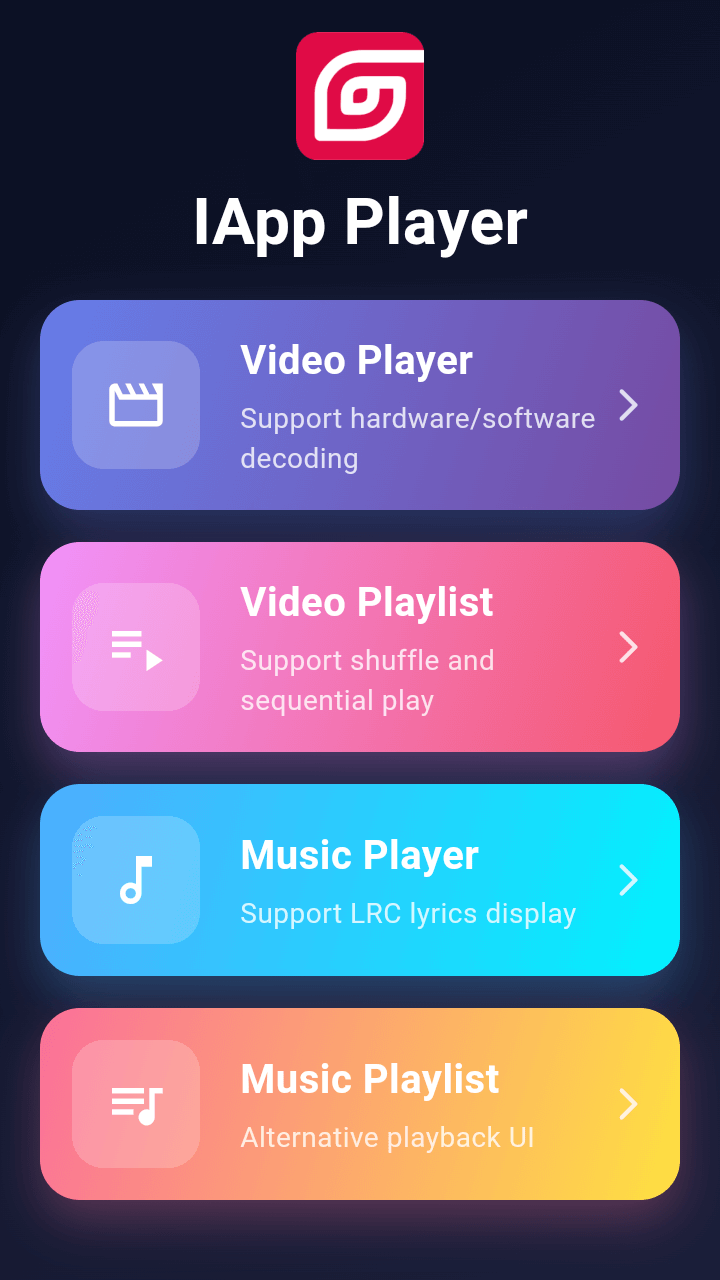 IApp Player
Video Player
Support hardware/software
decoding
Video Playlist
Support shuffle and
sequential play
Music Player
Support LRC lyrics display
Music Playlist
Alternative playback UI